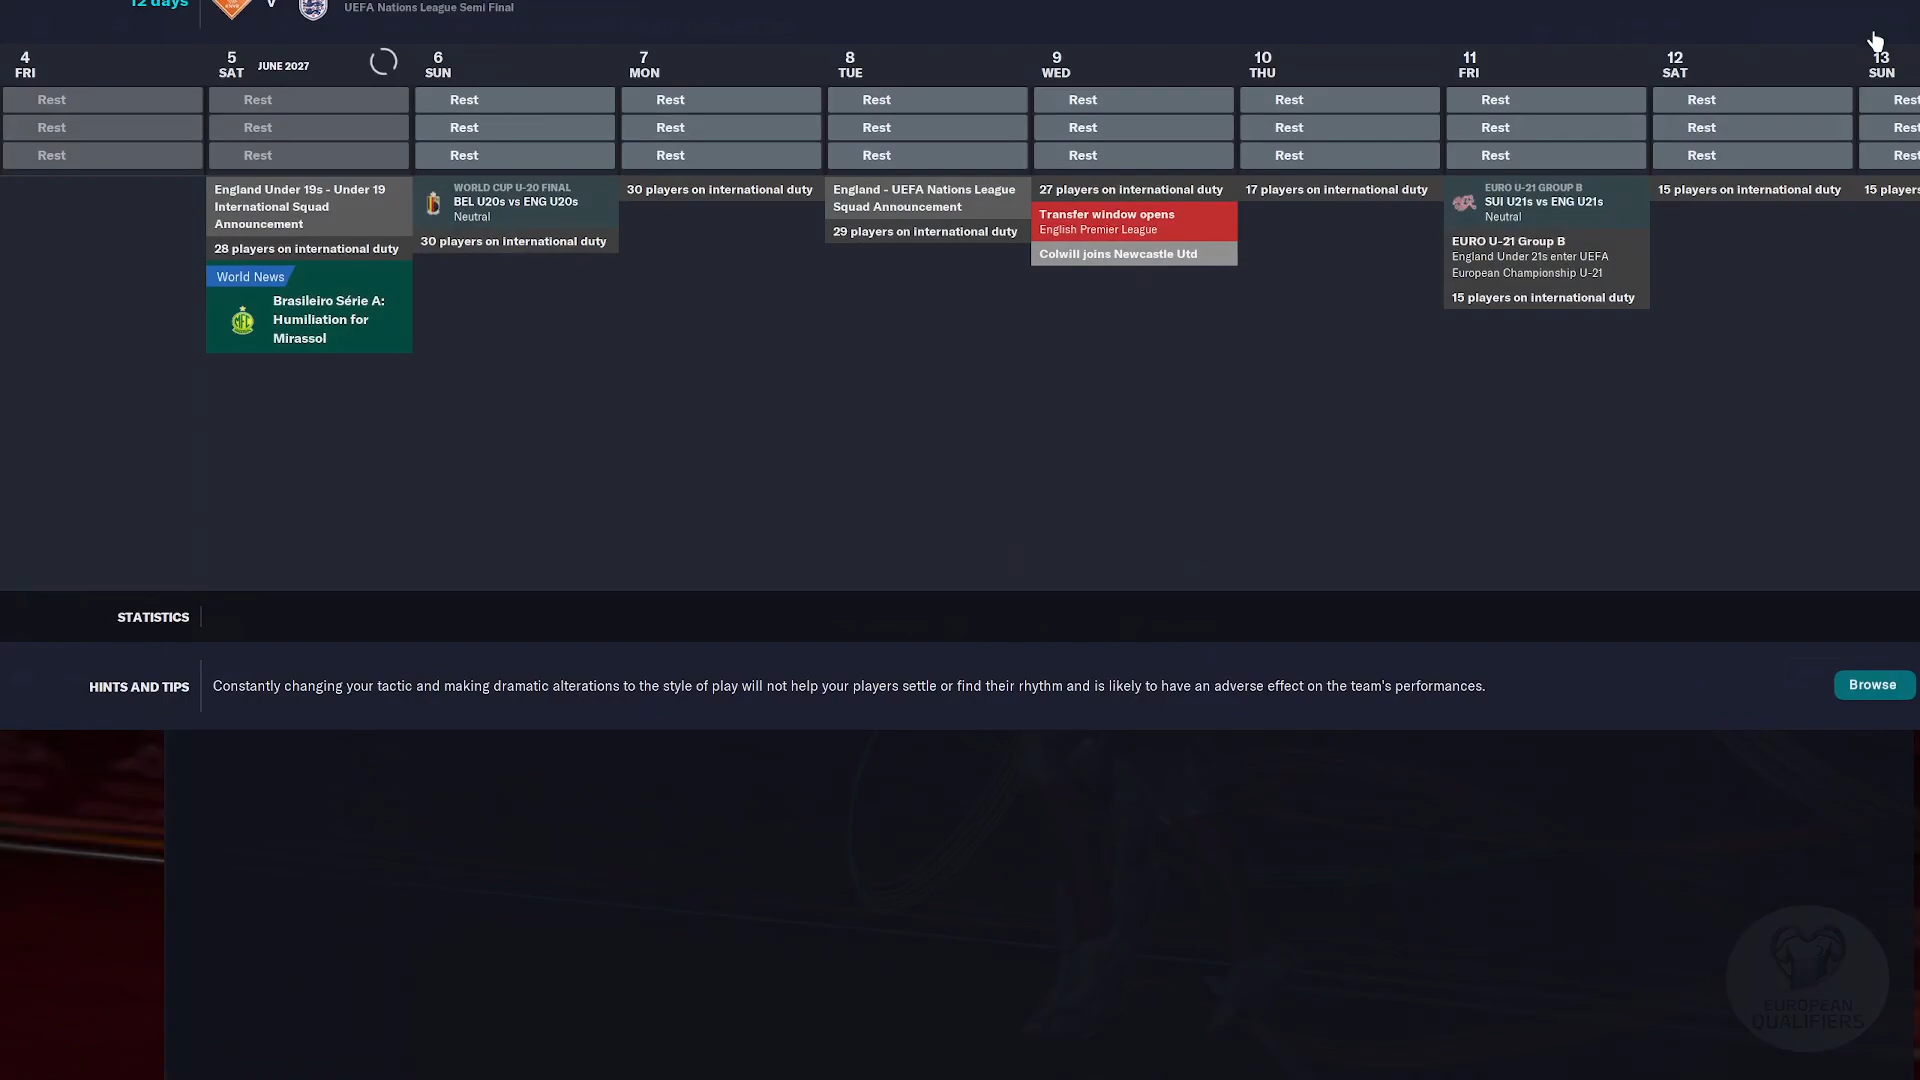 12 days
V
UEFA Nations League Semi Final
4
FRI
5
SAT
JUNE 2027
6
SUN
7
MON
8
TUE
9
WED
10
THU
11
FRI
12
SAT
13
SUN
Rest Rest Rest Rest Rest Rest Rest Rest Rest Rest
Rest Rest Rest Rest Rest Rest Rest Rest Rest Rest
Rest Rest Rest Rest Rest Rest Rest Rest Rest Rest
England Under 19s - Under 19
International Squad
Announcement
28 players on international duty
World News
MFC
Brasileiro Série A:
Humiliation for
Mirassol
WORLD CUP U-20 FINAL
BEL U20s vs ENG U20s
Neutral
30 players on international duty
30 players on international duty
England - UEFA Nations League
Squad Announcement
29 players on international duty
27 players on international duty
Transfer window opens
English Premier League
Colwill joins Newcastle Utd
17 players on international duty
EURO U-21 GROUP B
SUI U21s vs ENG U21s
Neutral
EURO U-21 Group B
England Under 21s enter UEFA
European Championship U-21
15 players on international duty
15 players on international duty
15 players
STATISTICS
HINTS AND TIPS
Constantly changing your tactic and making dramatic alterations to the style of play will not help your players settle or find their rhythm and is likely to have an adverse effect on the team's performances.
Browse
EUROPEAN
QUALIFIERS